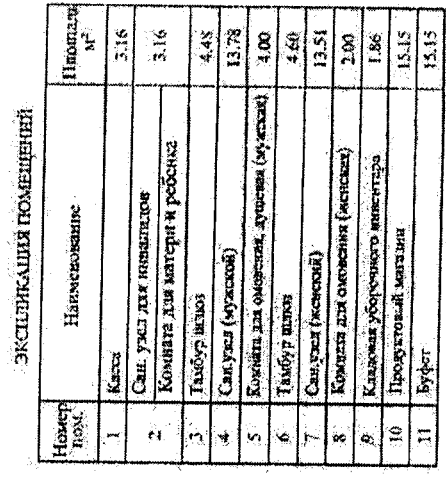 ЭКСПЛИКАЦИЯ ПОМЕЩЕНИЙ
Номер пом. Наименование Площадь м²
1 Касса 3.16
2 Сан. узел для инвалидов
Комната для матери и ребенка 3.16
3 Тамбур шлюз 4.48
4 Сан.узел (мужской) 13.78
5 Комната для омовения, душевая (мужская) 4.00
6 Тамбур шлюз 4.60
7 Сан.узел (женский) 13.51
8 Комната для омовения (женская) 2.00
9 Кладовая уборочного инвентаря 1.86
10 Продуктовый магазин 15.15
11 Буфет 15.15